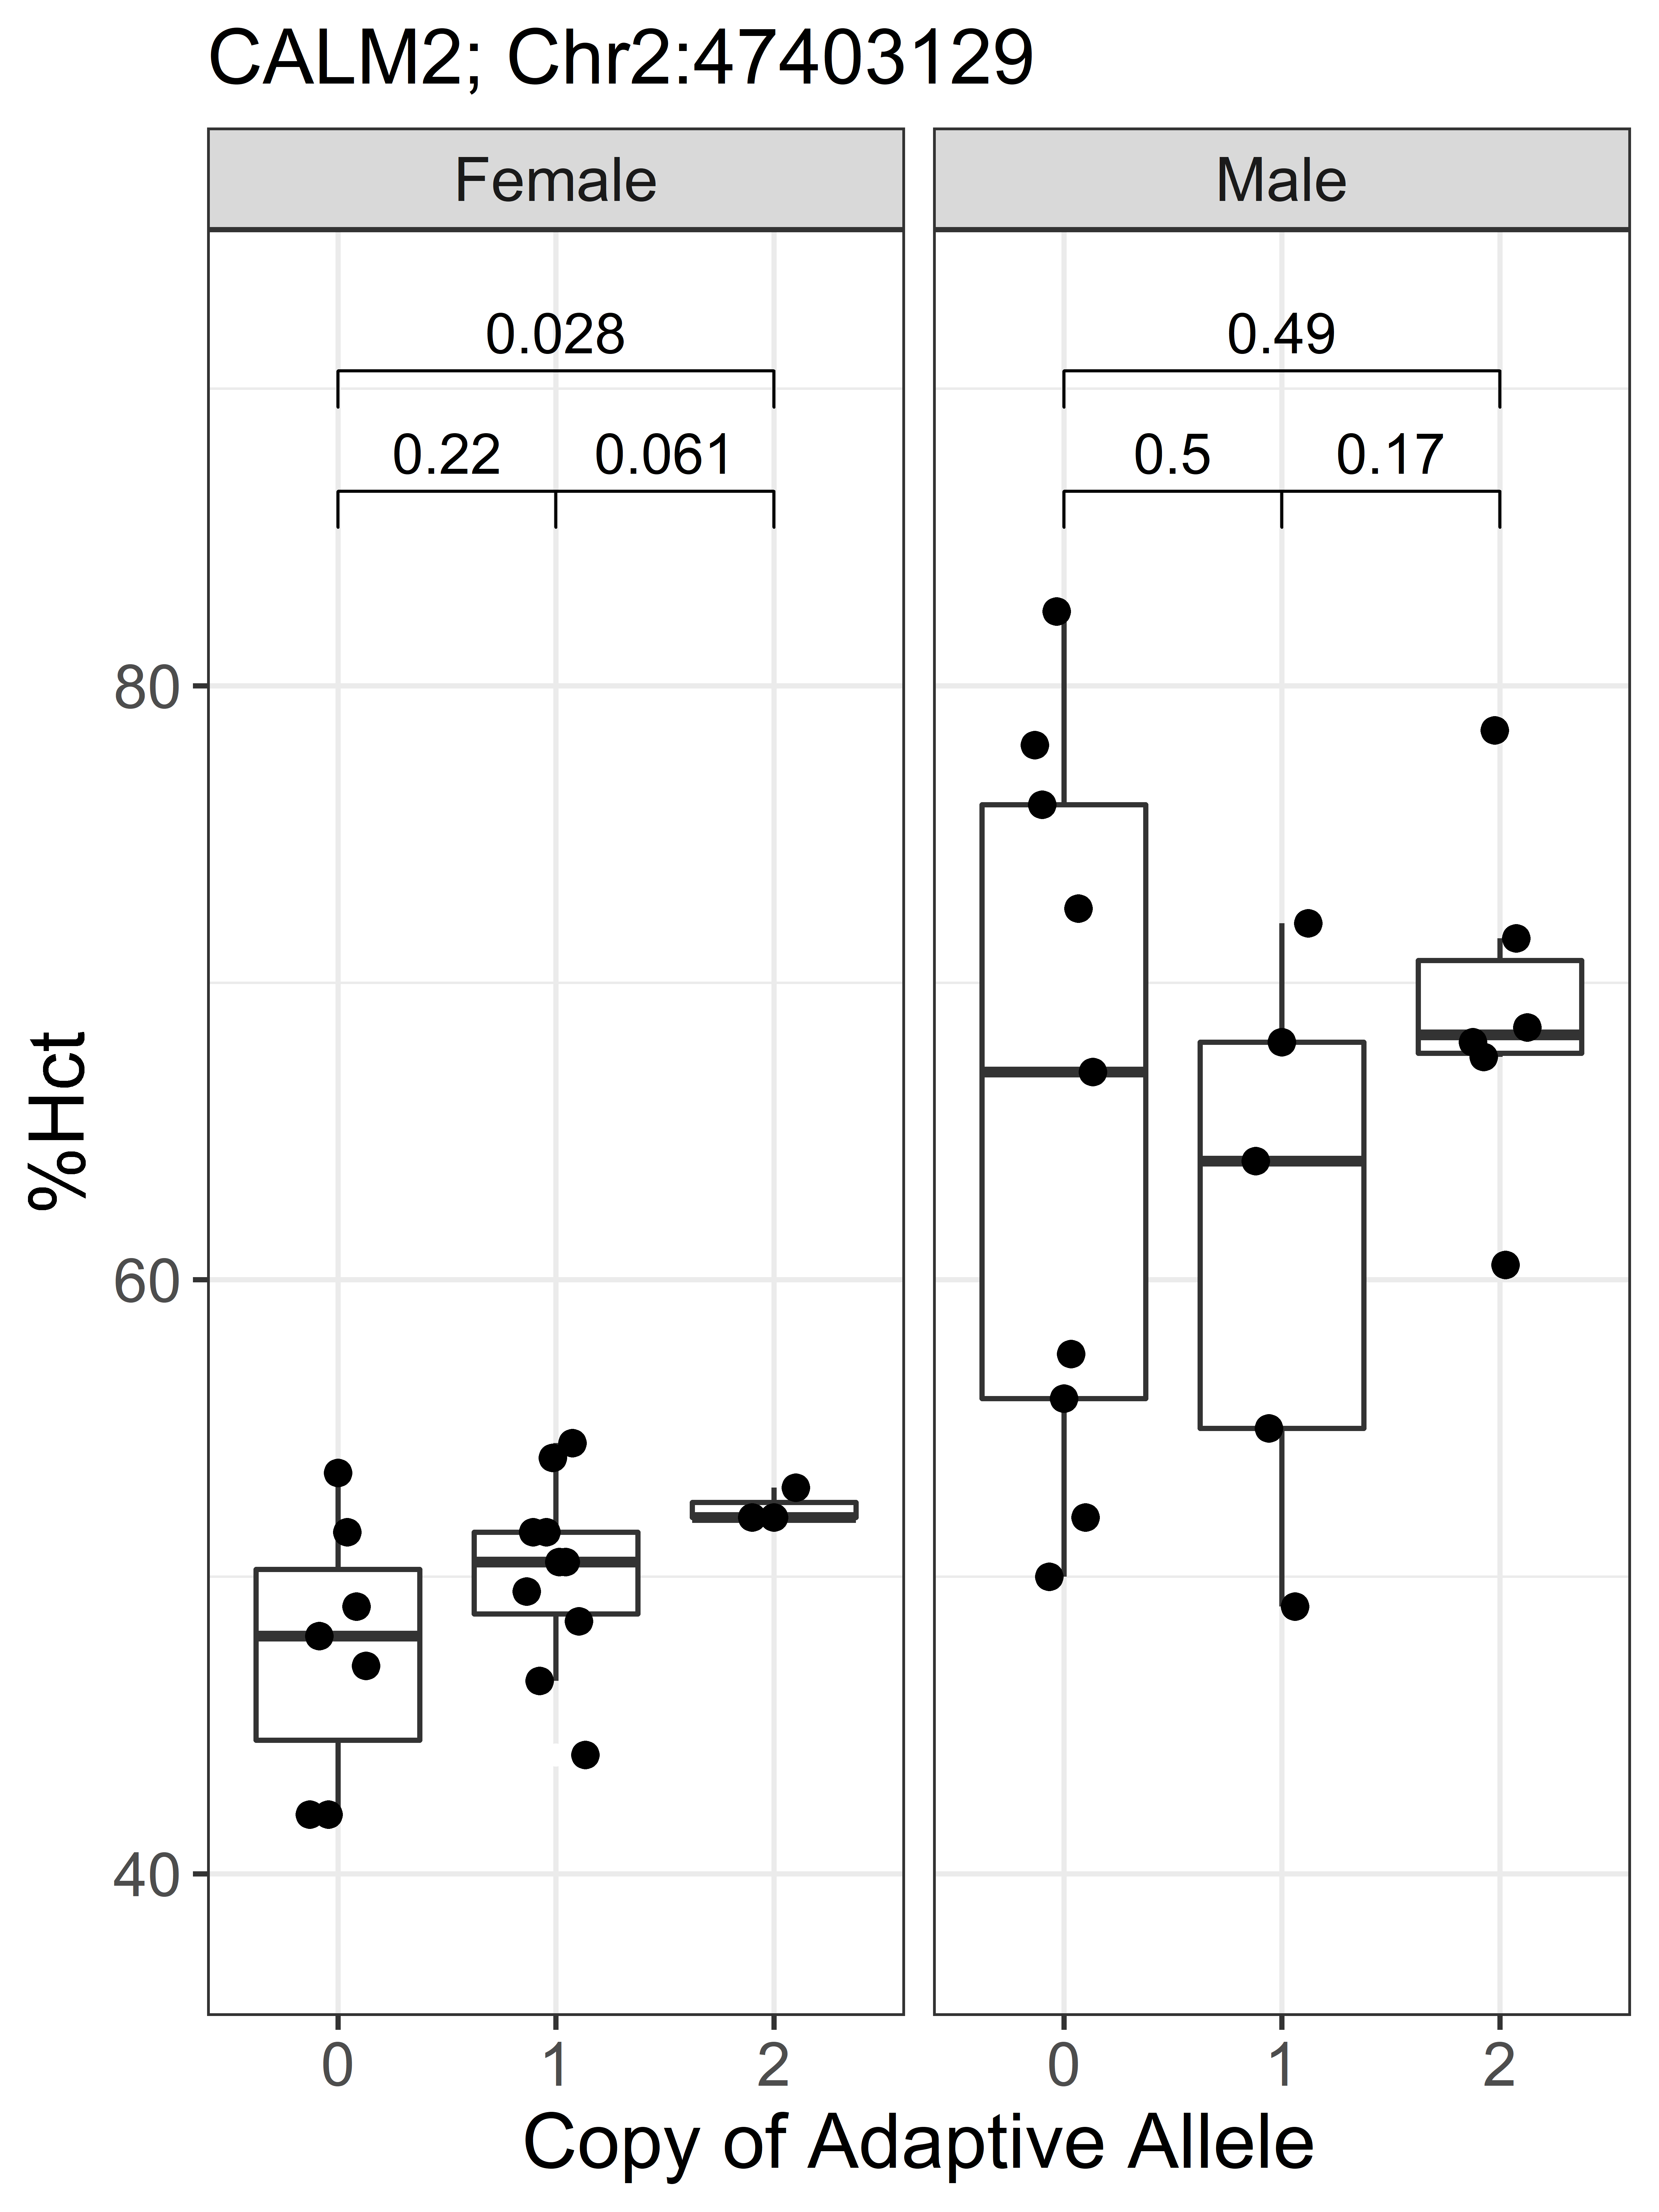 CALM2; Chr2:47403129
Female
Male
0.028
0.49
0.22
0.061
0.5
0.17
80
60
40
%Hct
0 1 2
0 1 2
Copy of Adaptive Allele